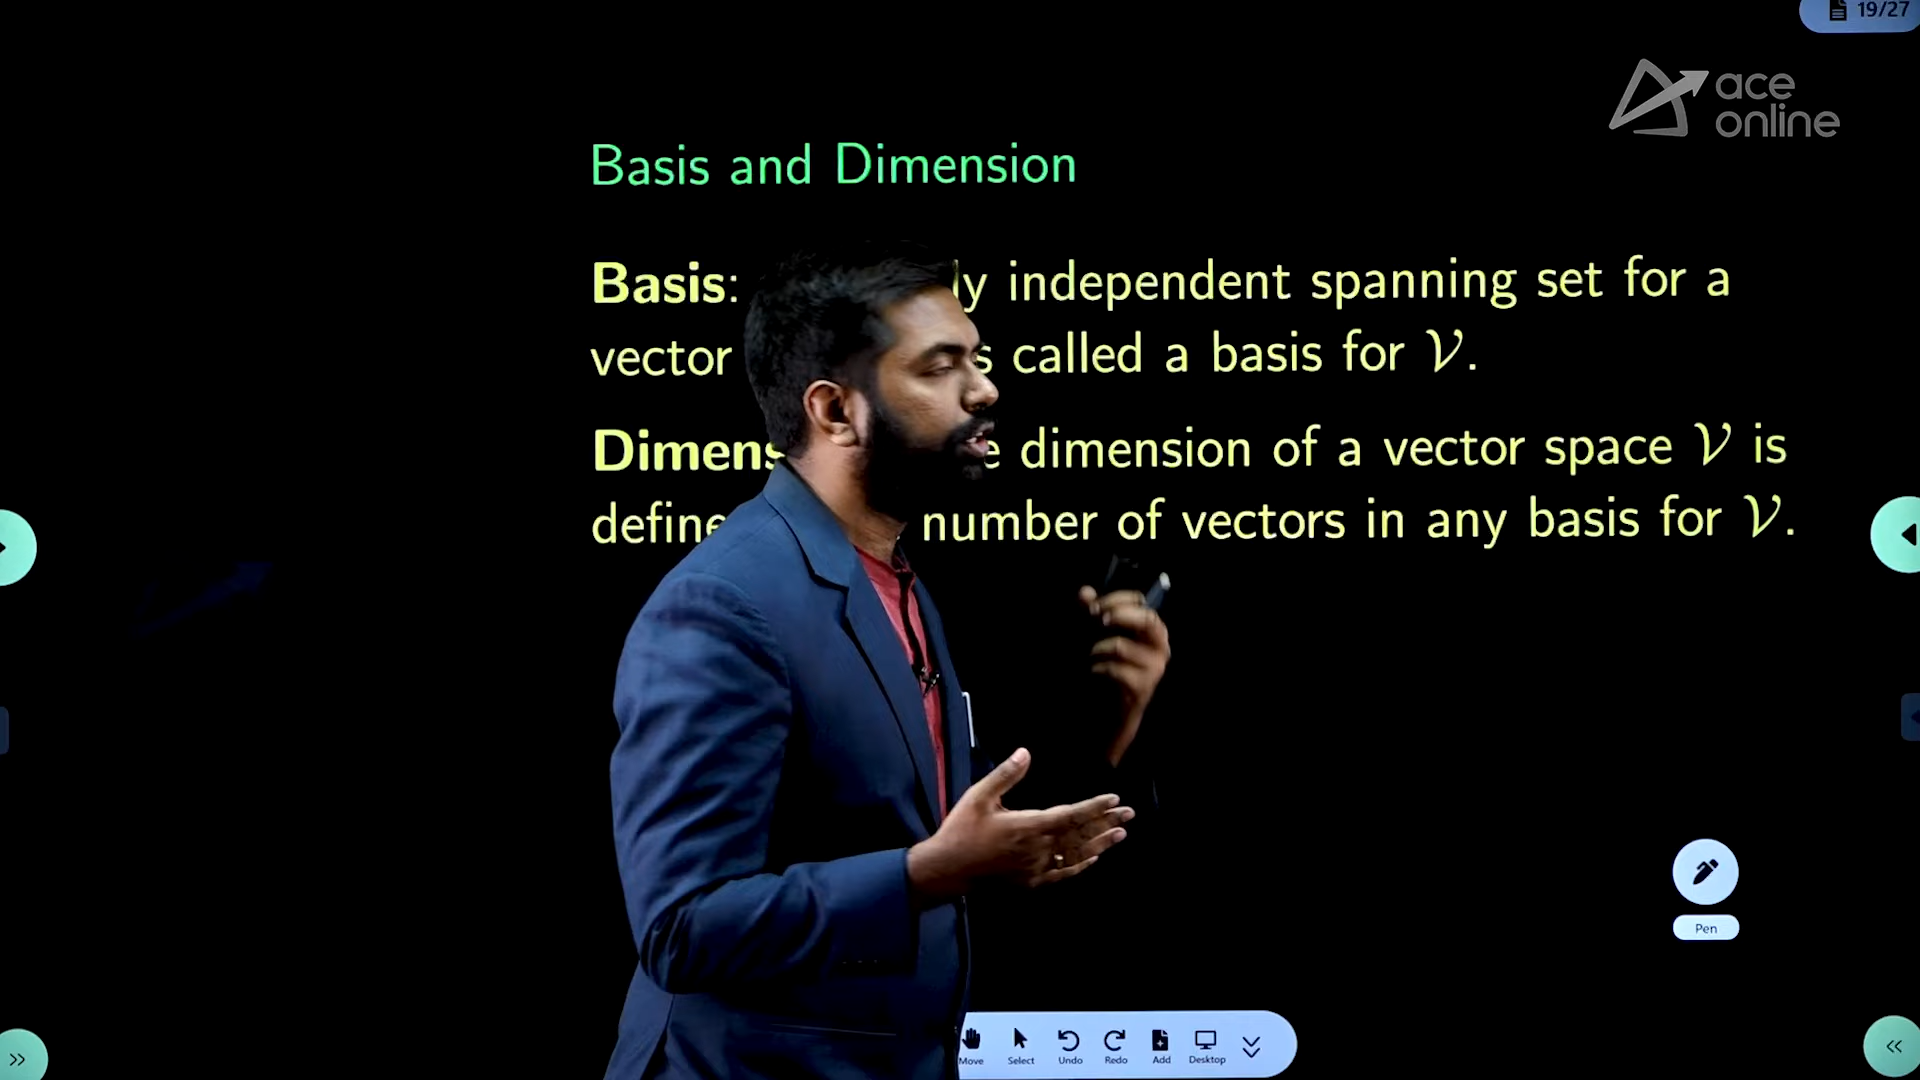 19/27
ace
online
Basis and Dimension
Basis: ly independent spanning set for a
vector s called a basis for 𝒱.
Dimens e dimension of a vector space 𝒱 is
define number of vectors in any basis for 𝒱.
Pen
Move Select Undo Redo Add Desktop